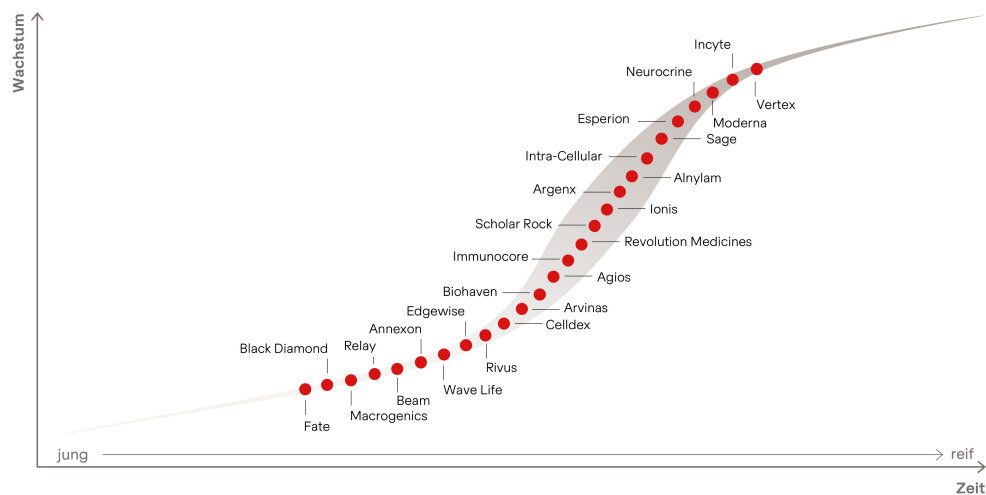 Wachstum
Incyte
Neurocrine
Vertex
Esperion
Moderna
Sage
Intra-Cellular
Alnylam
Argenx
Ionis
Scholar Rock
Revolution Medicines
Immunocore
Agios
Biohaven
Arvinas
Edgewise
Celldex
Annexon
Relay
Black Diamond
Rivus
Wave Life
Beam
Macrogenics
Fate
jung
reif
Zeit